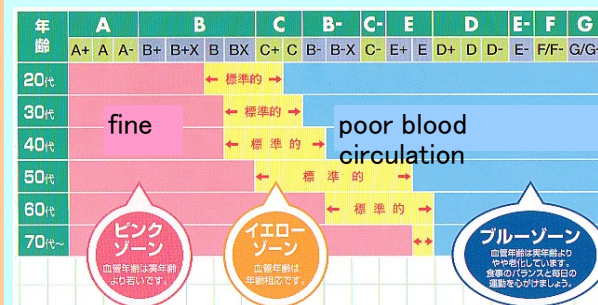 年齢 A B C B- C- E D E- F G
A+ A A- B+ B+X B BX C+ C B- B-X C- E+ E D+ D D- E- F/F- G/G-
20代 ← 標準的 →
30代 ← 標準的 →
fine
poor blood
circulation
40代 ← 標準的 →
50代 ← 標準的 →
60代 ← 標準的 →
70代~ ←→
ピンク
ゾーン
血管年齢は実年齢
より若いです。
イエロー
ゾーン
血管年齢は
年齢相応です。
ブルーゾーン
血管年齢は実年齢より
やや老化しています。
食事のバランスと毎日の
運動を心がけましょう。